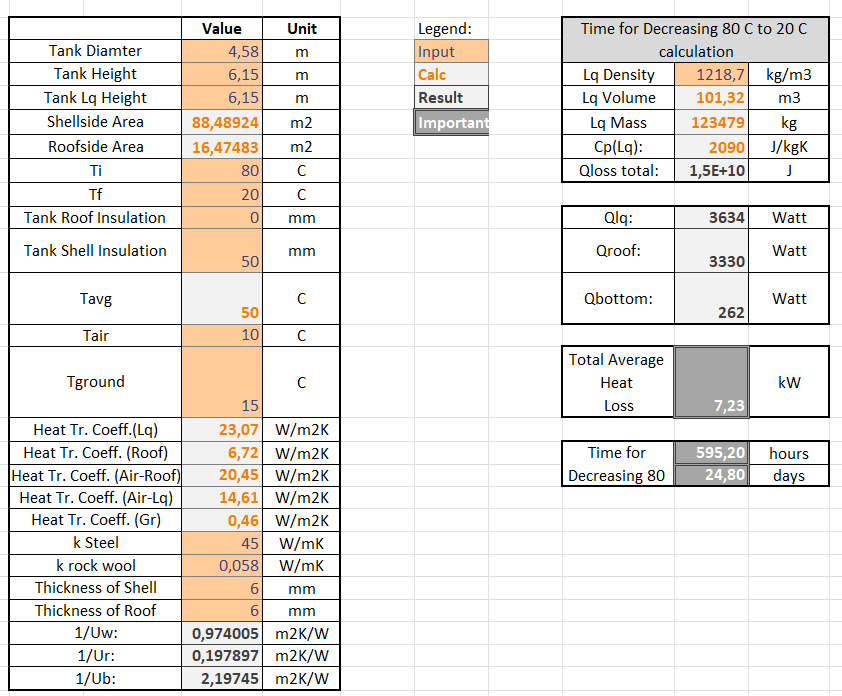 Value Unit
Tank Diamter 4,58 m
Tank Height 6,15 m
Tank Lq Height 6,15 m
Shellside Area 88,48924 m2
Roofside Area 16,47483 m2
Ti 80 C
Tf 20 C
Tank Roof Insulation 0 mm
Tank Shell Insulation 50 mm
Tavg 50 C
Tair 10 C
Tground 15 C
Heat Tr. Coeff.(Lq) 23,07 W/m2K
Heat Tr. Coeff. (Roof) 6,72 W/m2K
Heat Tr. Coeff. (Air-Roof) 20,45 W/m2K
Heat Tr. Coeff. (Air-Lq) 14,61 W/m2K
Heat Tr. Coeff. (Gr) 0,46 W/m2K
k Steel 45 W/mK
k rock wool 0,058 W/mK
Thickness of Shell 6 mm
Thickness of Roof 6 mm
1/Uw: 0,974005 m2K/W
1/Ur: 0,197897 m2K/W
1/Ub: 2,19745 m2K/W
Legend:
Input
Calc
Result
Important
Time for Decreasing 80 C to 20 C
calculation
Lq Density 1218,7 kg/m3
Lq Volume 101,32 m3
Lq Mass 123479 kg
Cp(Lq): 2090 J/kgK
Qloss total: 1,5E+10 J
Qlq: 3634 Watt
Qroof: 3330 Watt
Qbottom: 262 Watt
Total Average
Heat
Loss 7,23 kW
Time for 595,20 hours
Decreasing 80 24,80 days